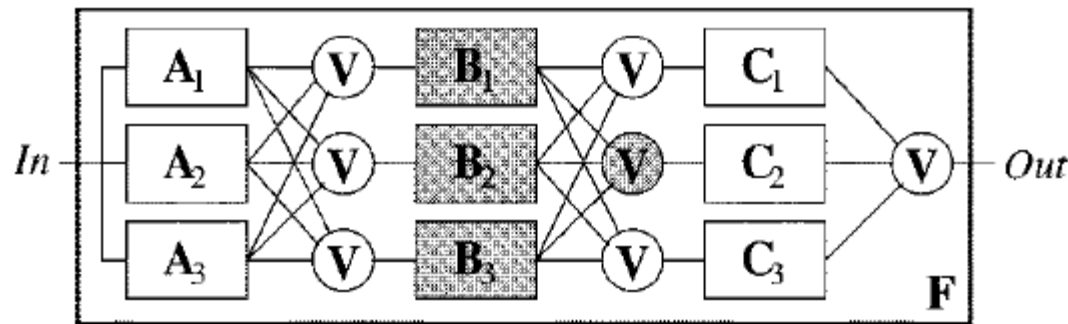 A1 V B1 V C1
In A2 V B2 V C2 V Out
A3 V B3 V C3
F